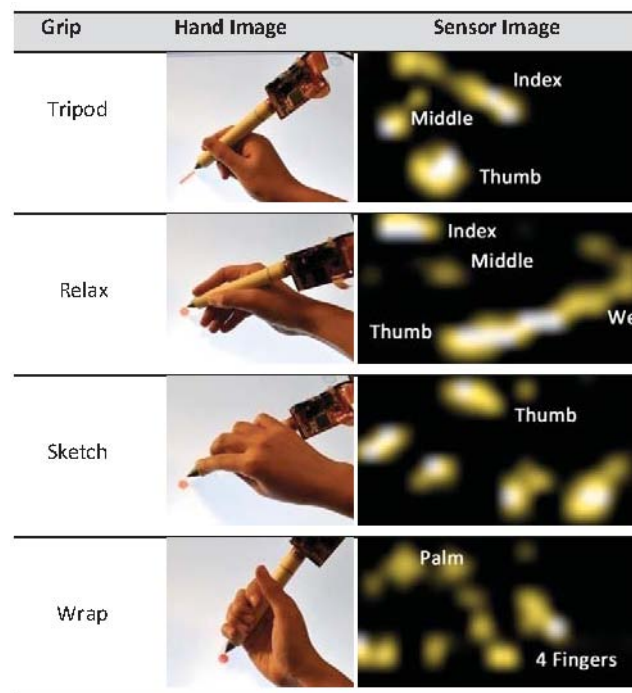 Grip Hand Image Sensor Image
Tripod
Index
Middle
Thumb
Relax
Index
Middle
Thumb
We
Sketch
Thumb
Wrap
Palm
4 Fingers